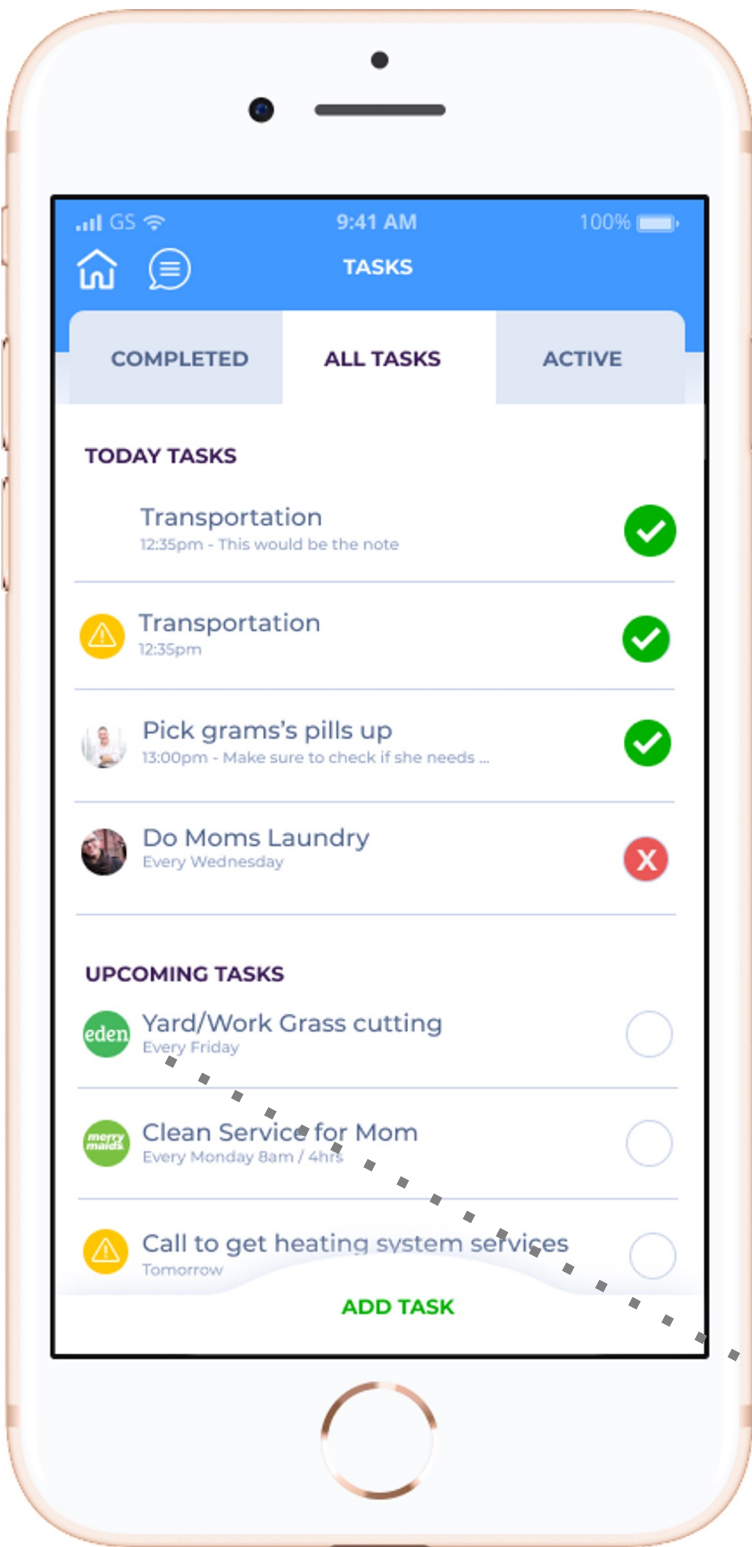 GS 9:41 AM 100%
TASKS
COMPLETED ALL TASKS ACTIVE
TODAY TASKS
Transportation
12:35pm - This would be the note
Transportation
12:35pm
Pick grams's pills up
13:00pm - Make sure to check if she needs ...
Do Moms Laundry
Every Wednesday
X
UPCOMING TASKS
eden
Yard/Work Grass cutting
Every Friday
merry
maids.
Clean Service for Mom
Every Monday 8am / 4hrs
Call to get heating system services
Tomorrow
ADD TASK